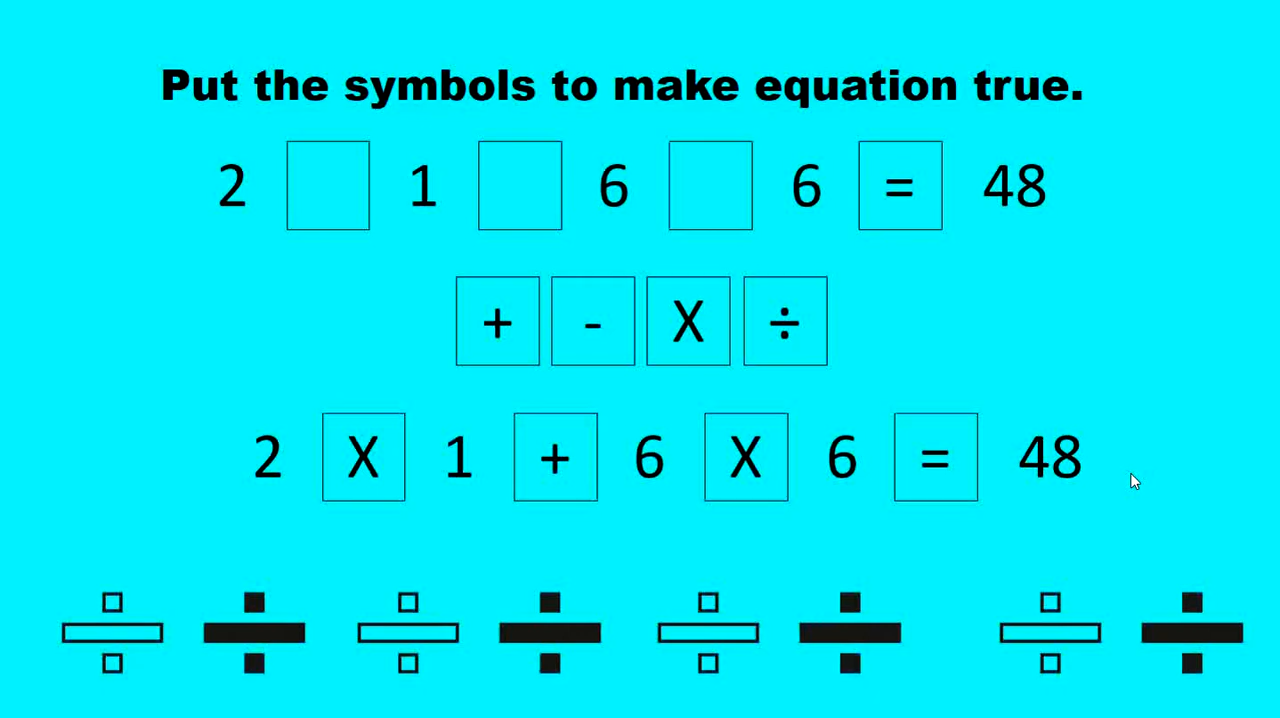 Put the symbols to make equation true.
2 1 6 6 = 48
+ - X ÷
2 X 1 + 6 X 6 = 48